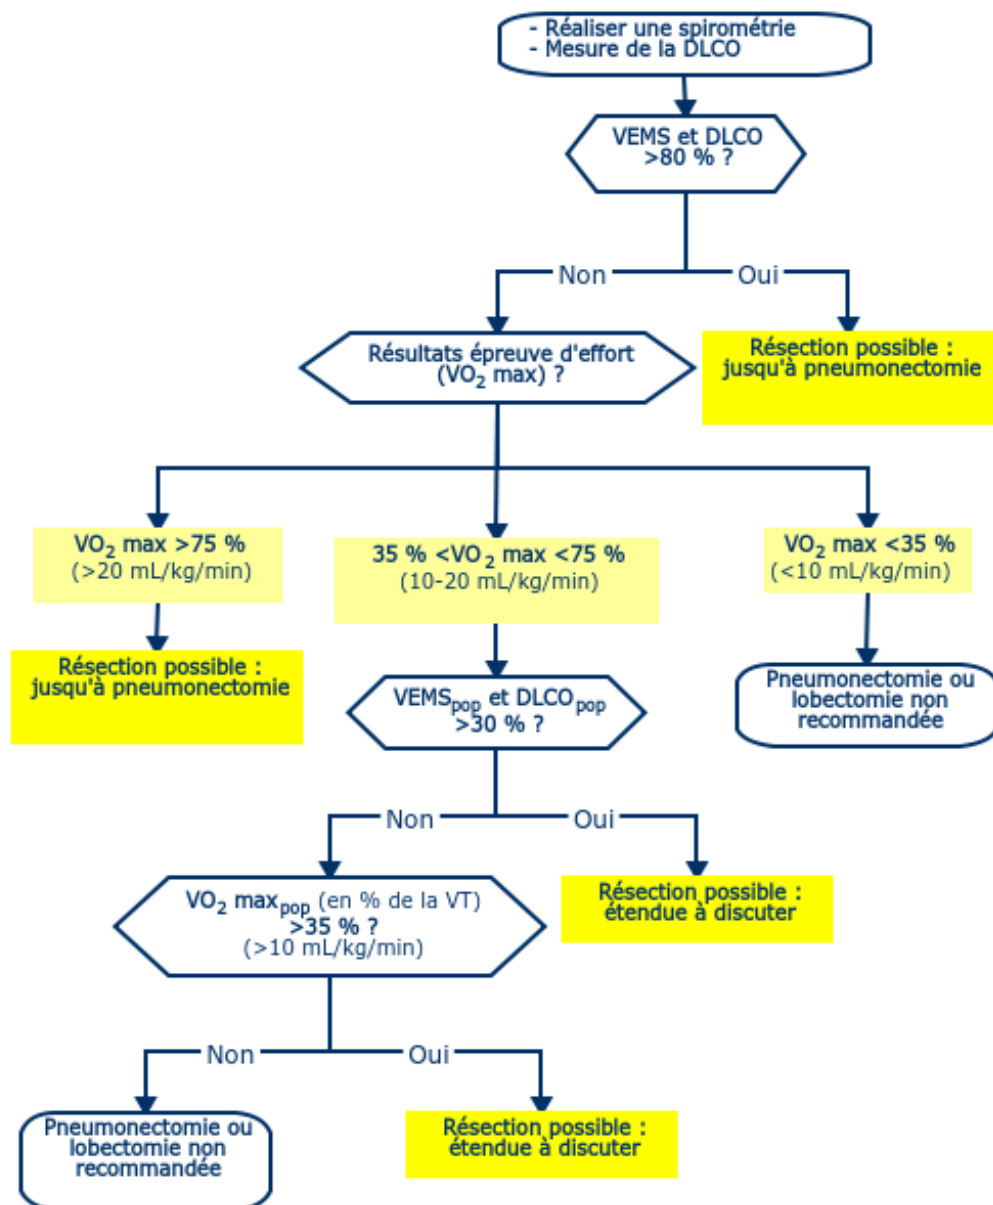 - Réaliser une spirométrie
- Mesure de la DLCO
VEMS et DLCO
>80 % ?
Non
Oui
Résultats épreuve d'effort
(VO₂ max) ?
Résection possible :
jusqu'à pneumonectomie
VO₂ max >75 %
(>20 mL/kg/min)
35 % <VO₂ max <75 %
(10-20 mL/kg/min)
VO₂ max <35 %
(<10 mL/kg/min)
Résection possible :
jusqu'à pneumonectomie
VEMSpop et DLCOpop
>30 % ?
Pneumonectomie ou
lobectomie non
recommandée
Non
Oui
VO₂ maxpop (en % de la VT)
>35 % ?
(>10 mL/kg/min)
Résection possible :
étendue à discuter
Non
Oui
Pneumonectomie ou
lobectomie non
recommandée
Résection possible :
étendue à discuter